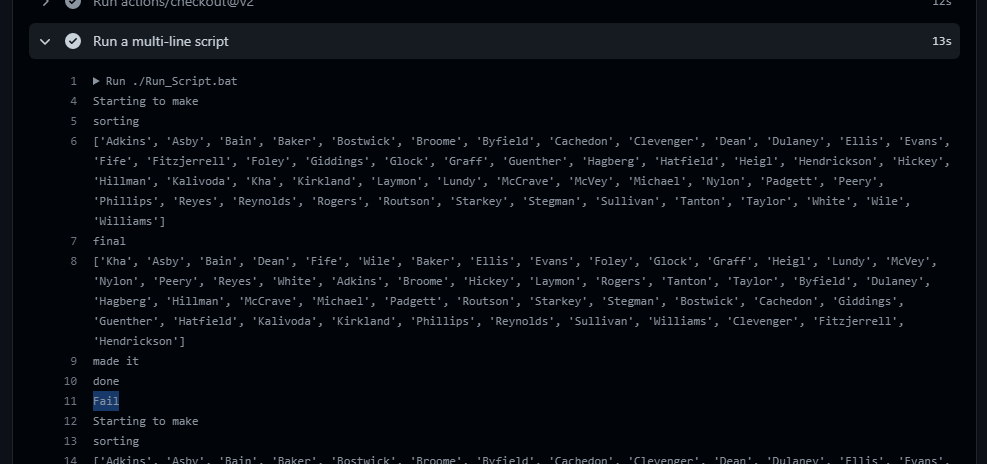 Run actions/checkout@v2 12s
Run a multi-line script 13s
1 ▶ Run ./Run_Script.bat
4 Starting to make
5 sorting
6 ['Adkins', 'Asby', 'Bain', 'Baker', 'Bostwick', 'Broome', 'Byfield', 'Cachedon', 'Clevenger', 'Dean', 'Dulaney', 'Ellis', 'Evans',
'Fife', 'Fitzjerrell', 'Foley', 'Giddings', 'Glock', 'Graff', 'Guenther', 'Hagberg', 'Hatfield', 'Heigl', 'Hendrickson', 'Hickey',
'Hillman', 'Kalivoda', 'Kha', 'Kirkland', 'Laymon', 'Lundy', 'McCrave', 'McVey', 'Michael', 'Nylon', 'Padgett', 'Peery',
'Phillips', 'Reyes', 'Reynolds', 'Rogers', 'Routson', 'Starkey', 'Stegman', 'Sullivan', 'Tanton', 'Taylor', 'White', 'Wile',
'Williams']
7 final
8 ['Kha', 'Asby', 'Bain', 'Dean', 'Fife', 'Wile', 'Baker', 'Ellis', 'Evans', 'Foley', 'Glock', 'Graff', 'Heigl', 'Lundy', 'McVey',
'Nylon', 'Peery', 'Reyes', 'White', 'Adkins', 'Broome', 'Hickey', 'Laymon', 'Rogers', 'Tanton', 'Taylor', 'Byfield', 'Dulaney',
'Hagberg', 'Hillman', 'McCrave', 'Michael', 'Padgett', 'Routson', 'Starkey', 'Stegman', 'Bostwick', 'Cachedon', 'Giddings',
'Guenther', 'Hatfield', 'Kalivoda', 'Kirkland', 'Phillips', 'Reynolds', 'Sullivan', 'Williams', 'Clevenger', 'Fitzjerrell',
'Hendrickson']
9 made it
10 done
11 Fail
12 Starting to make
13 sorting
14 ['Adkins', 'Asby', 'Bain', 'Baker', 'Bostwick', 'Broome', 'Byfield', 'Cachedon', 'Clevenger', 'Dean', 'Dulaney', 'Ellis', 'Evans',